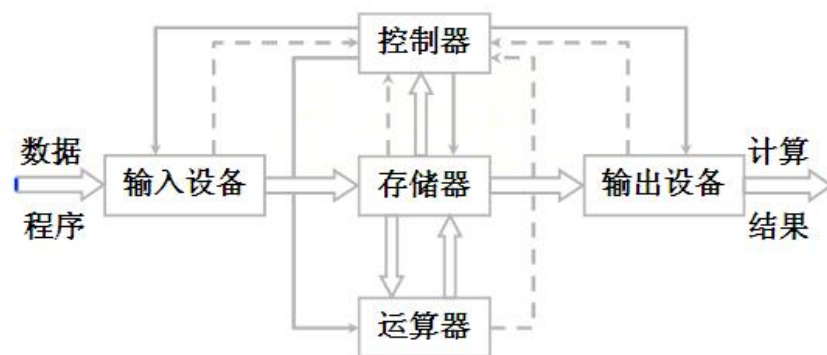 控制器
数据
程序
输入设备
存储器
输出设备
计算
结果
运算器